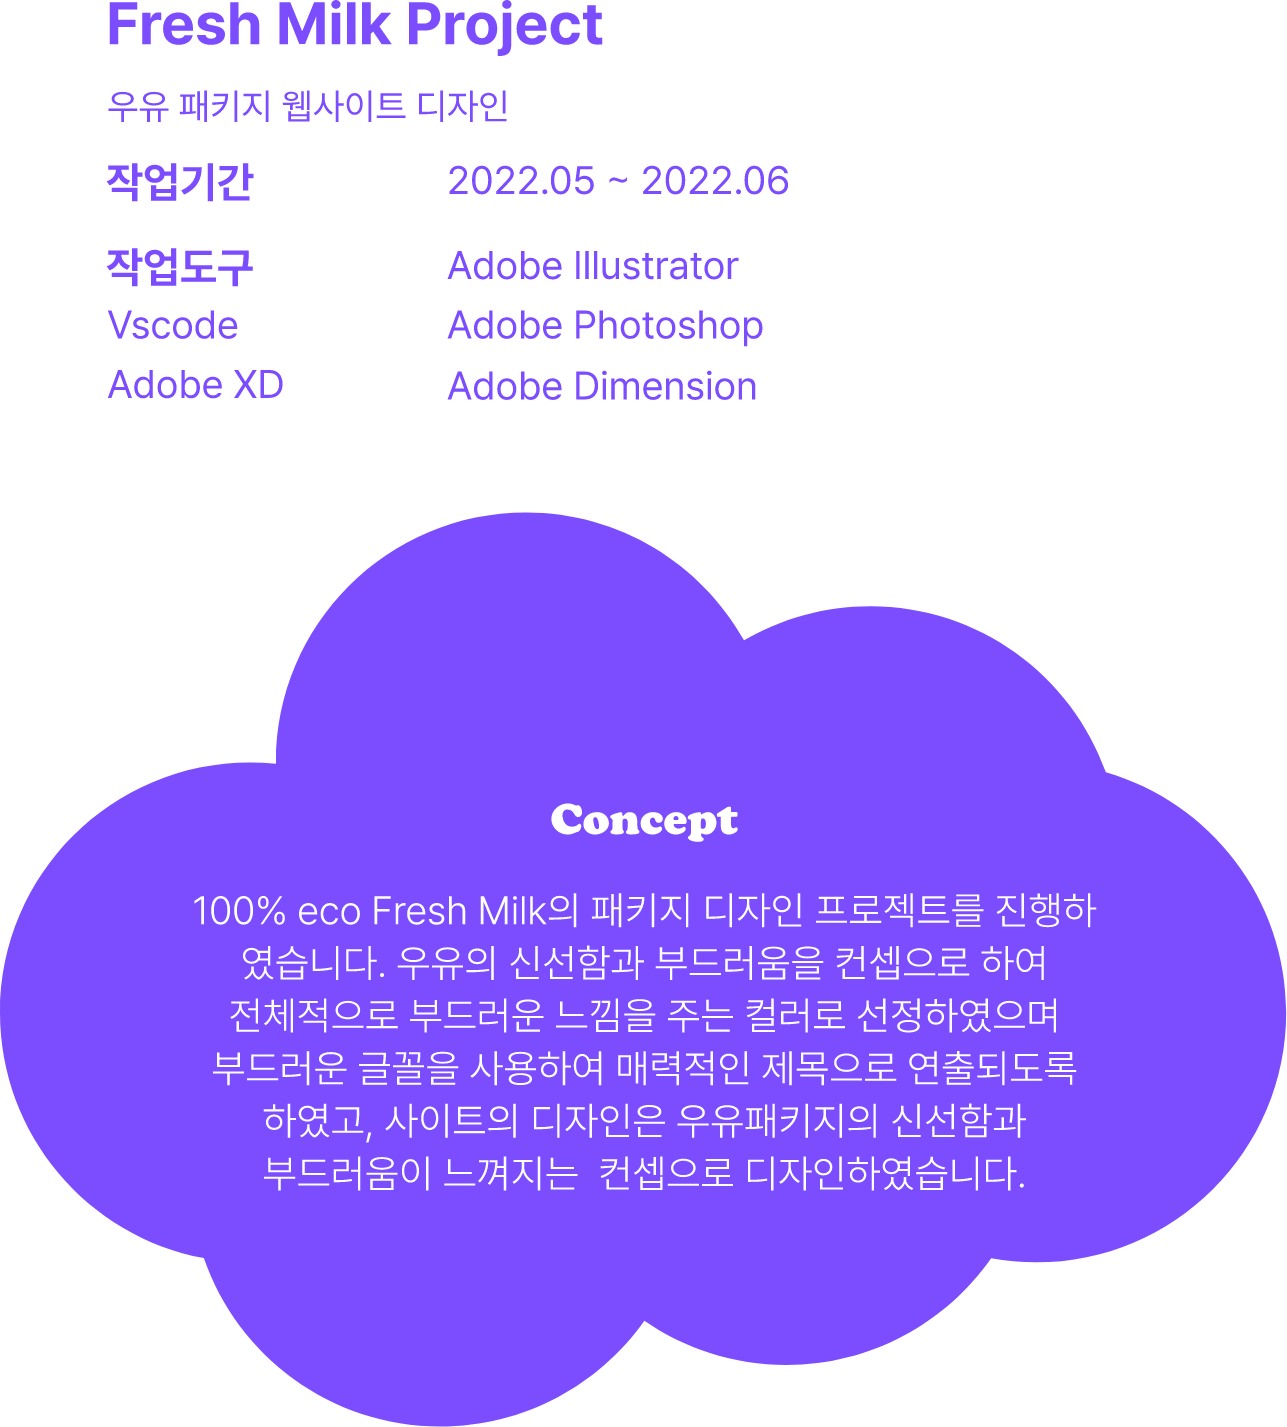 Fresh Milk Project
우유 패키지 웹사이트 디자인
작업기간 2022.05 ~ 2022.06
작업도구 Adobe Illustrator
Vscode Adobe Photoshop
Adobe XD Adobe Dimension
Concept
100% eco Fresh Milk의 패키지 디자인 프로젝트를 진행하
였습니다. 우유의 신선함과 부드러움을 컨셉으로 하여
전체적으로 부드러운 느낌을 주는 컬러로 선정하였으며
부드러운 글꼴을 사용하여 매력적인 제목으로 연출되도록
하였고, 사이트의 디자인은 우유패키지의 신선함과
부드러움이 느껴지는  컨셉으로 디자인하였습니다.